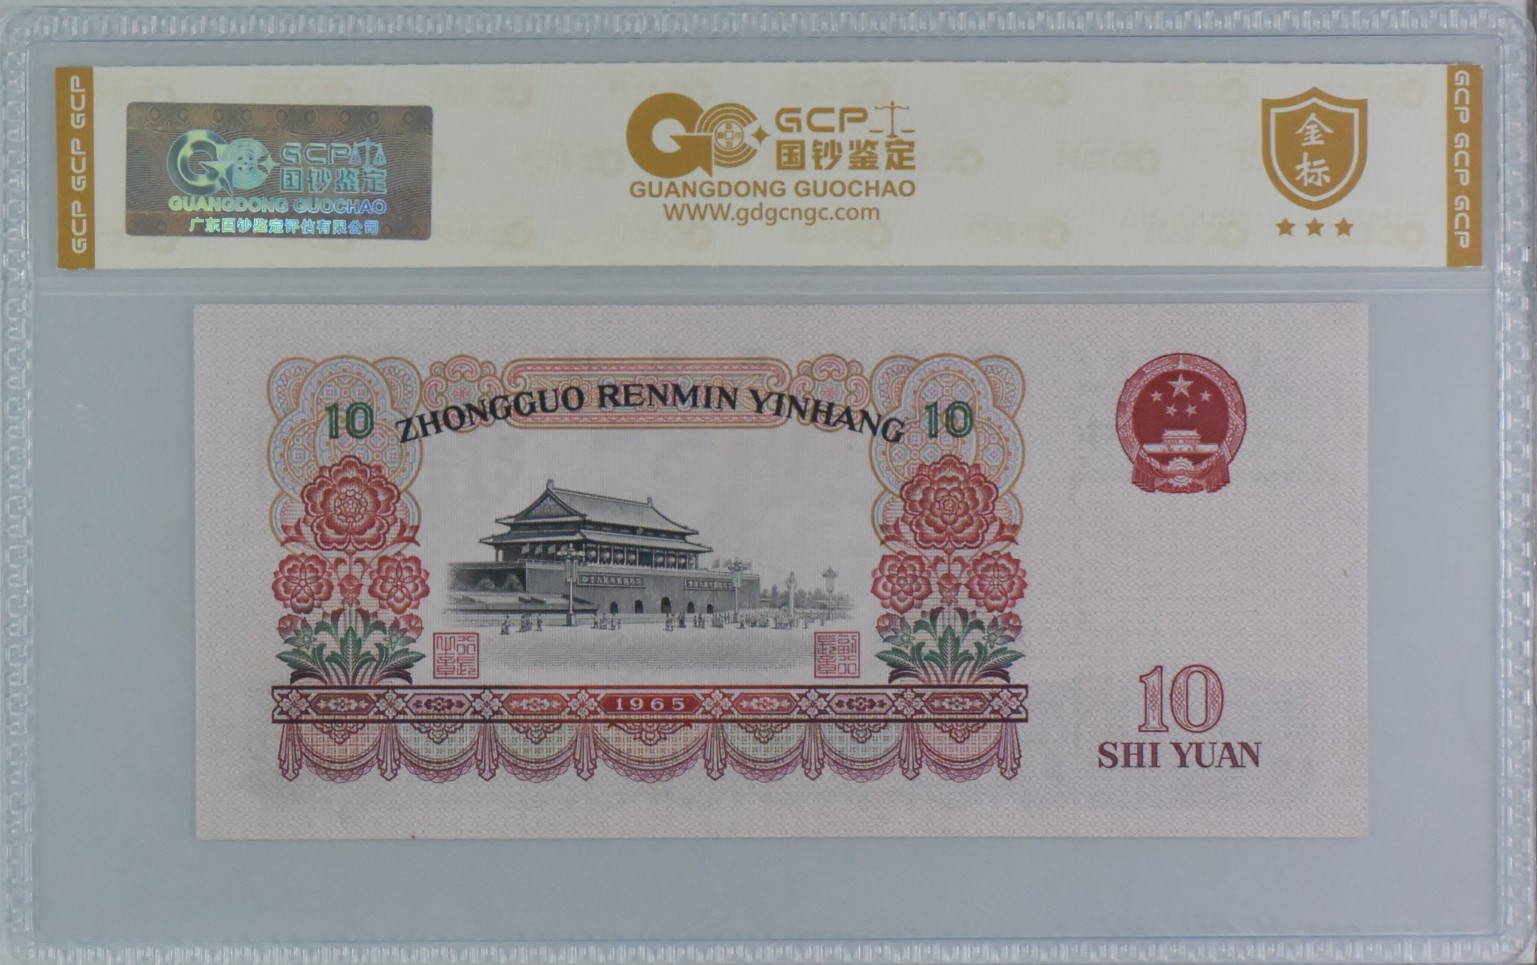 GCP GCP GCP
GCP
国钞鉴定
GUANGDONG GUOCHAO
广东国钞鉴定评估有限公司
GCP
国钞鉴定
GUANGDONG GUOCHAO
WWW.gdgcngc.com
金
标
GCP GCP GCP
10 ZHONGGUO RENMIN YINHANG 10
1965
10
SHI YUAN